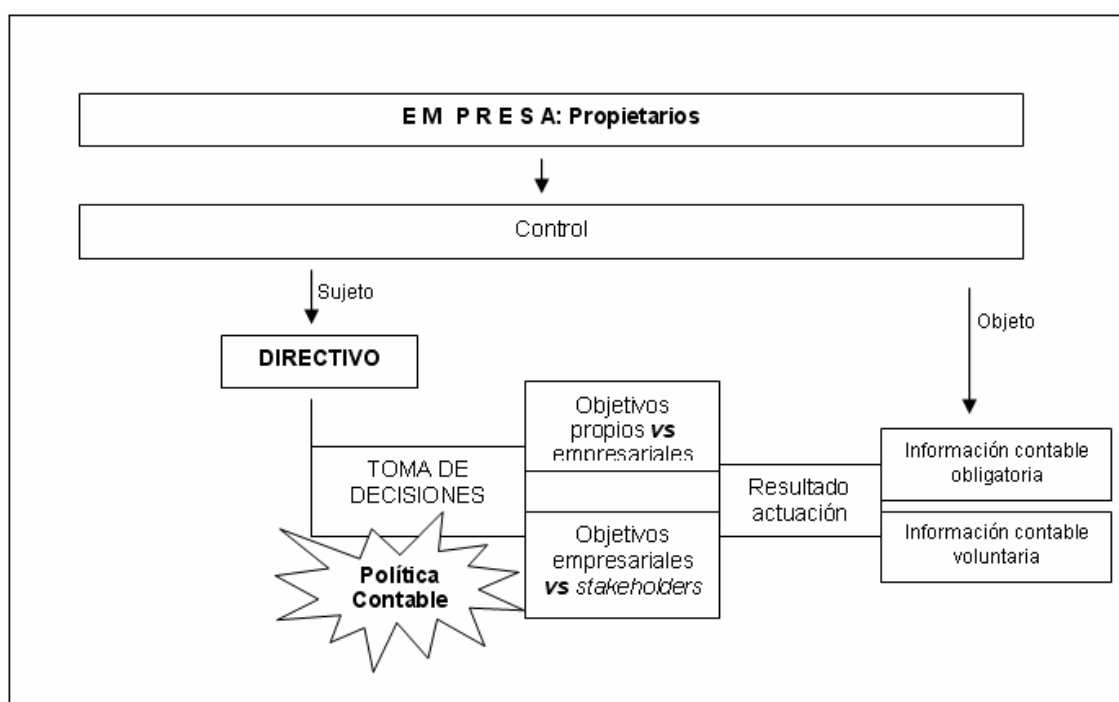 E M P R E S A: Propietarios
Control
Sujeto
Objeto
DIRECTIVO
Objetivos
propios vs
empresariales
TOMA DE
DECISIONES
Resultado
actuación
Información contable
obligatoria
Información contable
voluntaria
Objetivos
empresariales
vs stakeholders
Política
Contable